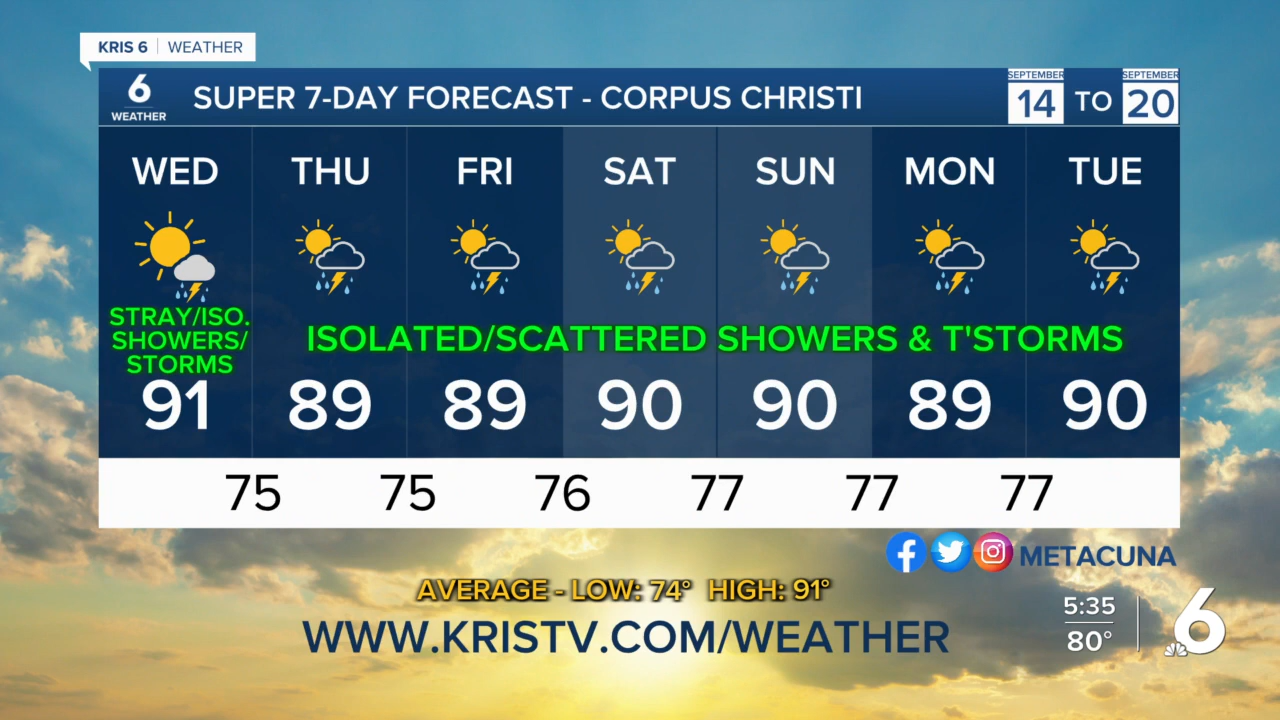 KRIS 6 | WEATHER
6
WEATHER
SUPER 7-DAY FORECAST - CORPUS CHRISTI
SEPTEMBER
14
TO
SEPTEMBER
20
WED THU FRI SAT SUN MON TUE
STRAY/ISO.
SHOWERS/
STORMS
ISOLATED/SCATTERED SHOWERS & T'STORMS
91 89 89 90 90 89 90
75 75 76 77 77 77
METACUNA
AVERAGE - LOW: 74° HIGH: 91°
WWW.KRISTV.COM/WEATHER
5:35
80°
6